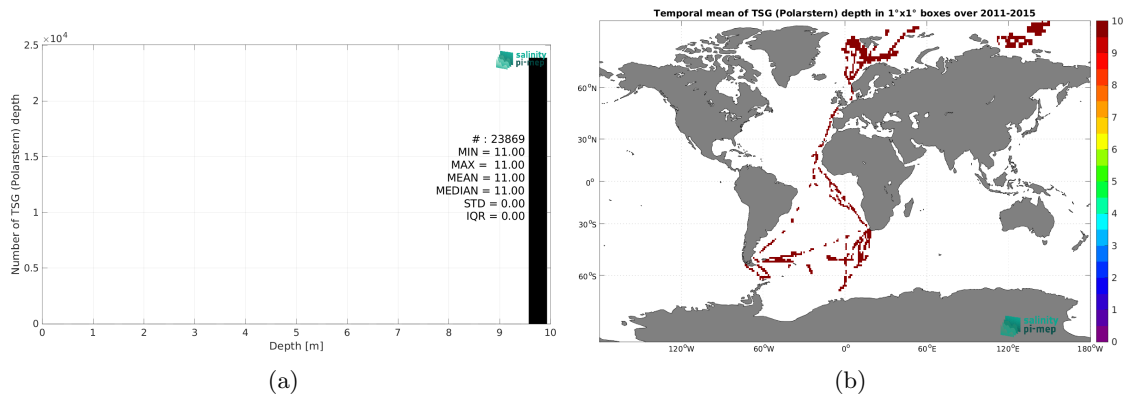 2.5 ×10⁴
salinity
pi-mep
2
# : 23869
MIN = 11.00
1.5
MAX = 11.00
MEAN = 11.00
MEDIAN = 11.00
STD = 0.00
1
IQR = 0.00
0.5
0
Number of TSG (Polarstern) depth
0 1 2 3 4 5 6 7 8 9 10
Depth [m]
(a)
Temporal mean of TSG (Polarstern) depth in 1°x1° boxes over 2011-2015
60°N
30°N
0°
30°S
60°S
120°W 60°W 0° 60°E 120°E 180°W
salinity
pi-mep
10
9
8
7
6
5
4
3
2
1
0
(b)